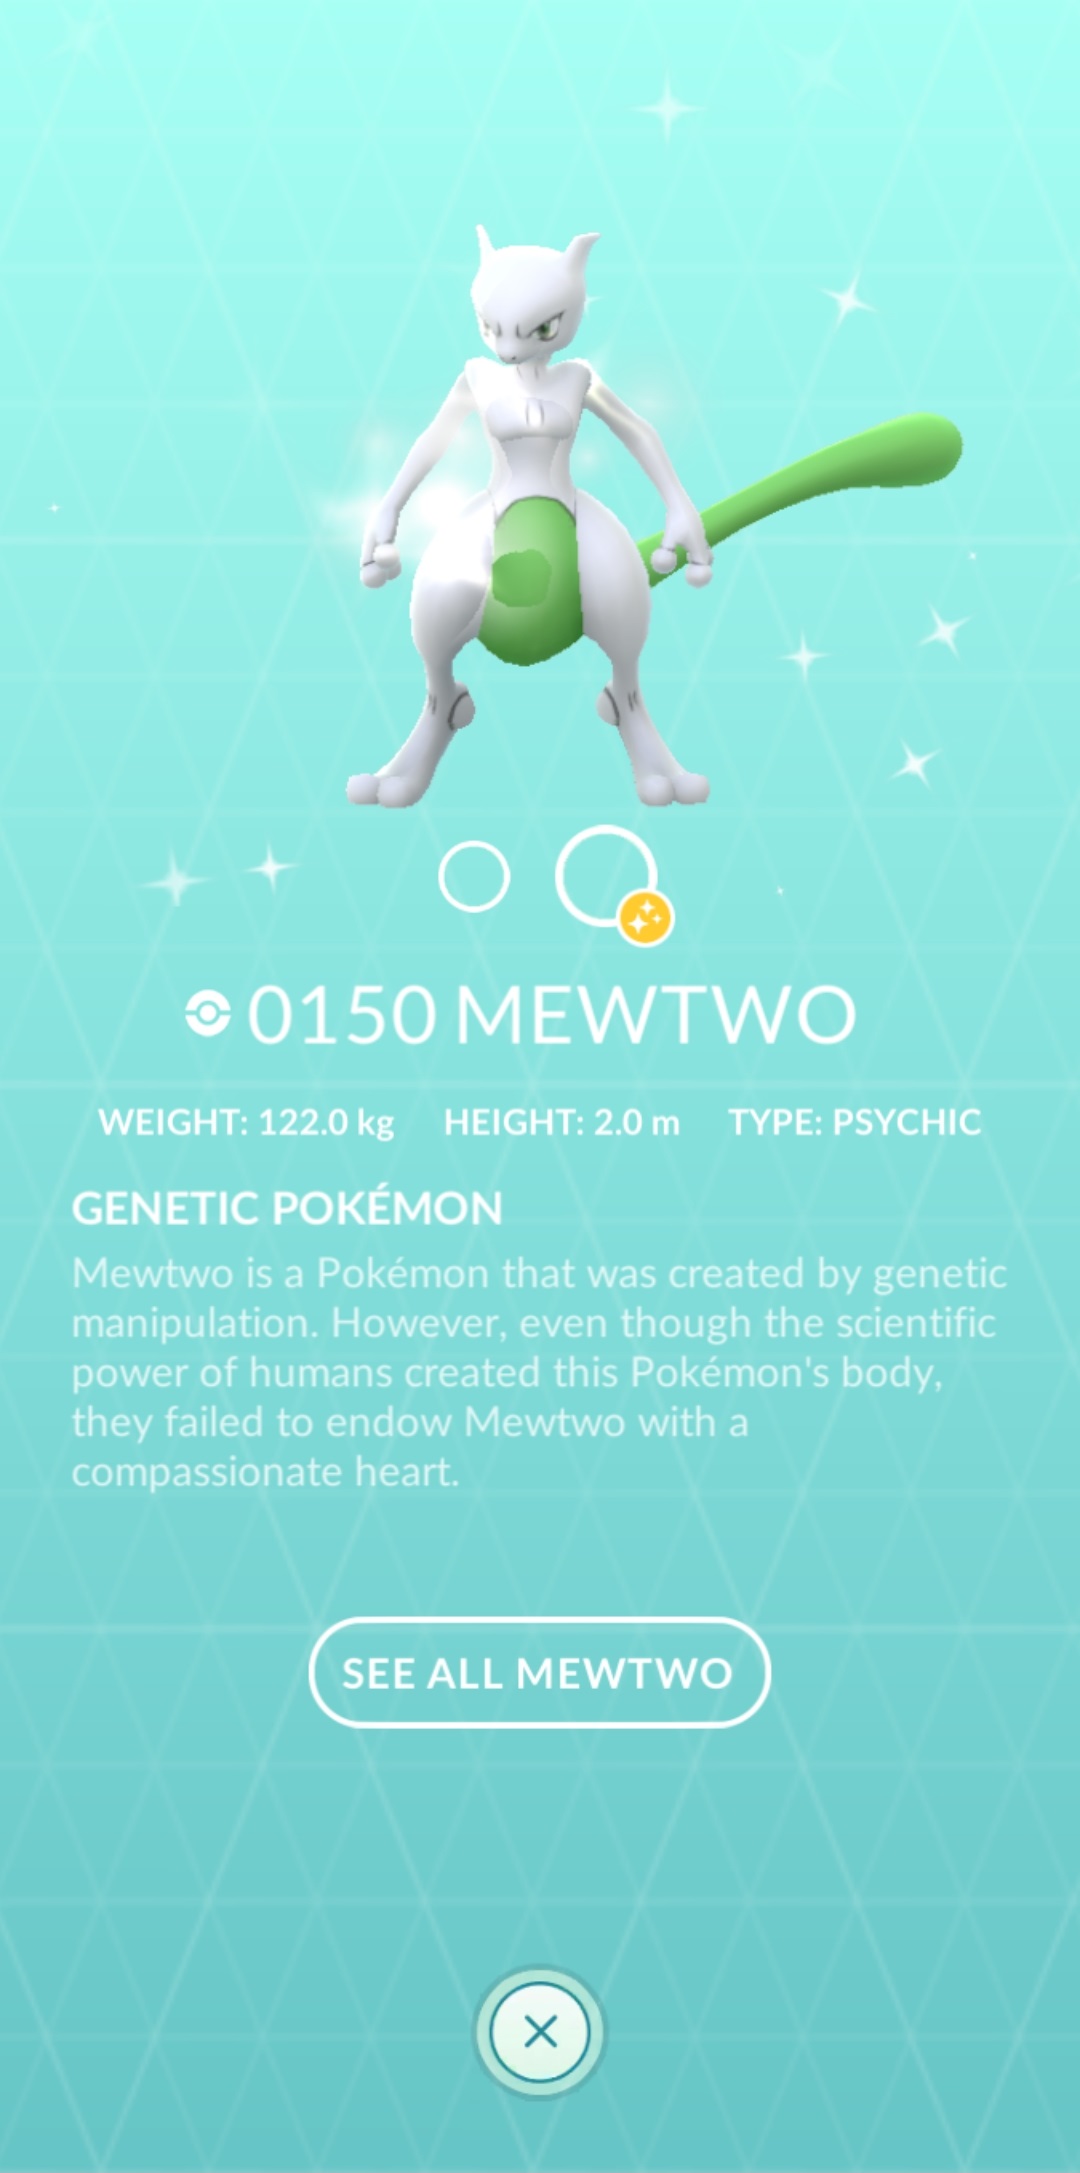 0150 MEWTWO
WEIGHT: 122.0 kg HEIGHT: 2.0 m TYPE: PSYCHIC
GENETIC POKÉMON
Mewtwo is a Pokémon that was created by genetic
manipulation. However, even though the scientific
power of humans created this Pokémon's body,
they failed to endow Mewtwo with a
compassionate heart.
SEE ALL MEWTWO